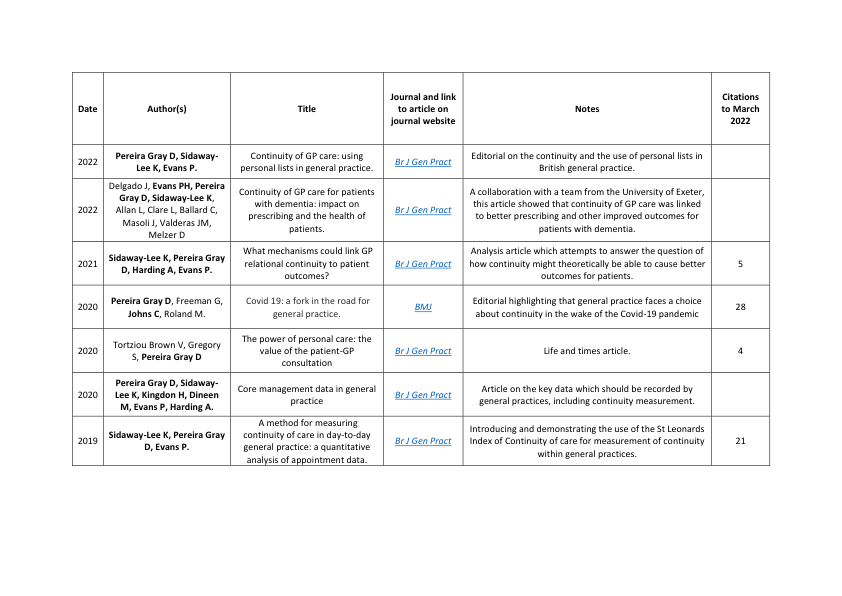 Date
Author(s)
Title
Journal and link
to article on
journal website
Notes
Citations
to March
2022
2022
Pereira Gray D, Sidaway-
Lee K, Evans P.
Continuity of GP care: using
personal lists in general practice.
Br J Gen Pract
Editorial on the continuity and the use of personal lists in
British general practice.
2022
Delgado J, Evans PH, Pereira
Gray D, Sidaway-Lee K,
Allan L, Clare L, Ballard C,
Masoli J, Valderas JM,
Melzer D
Continuity of GP care for patients
with dementia: impact on
prescribing and the health of
patients.
Br J Gen Pract
A collaboration with a team from the University of Exeter,
this article showed that continuity of GP care was linked
to better prescribing and other improved outcomes for
patients with dementia.
2021
Sidaway-Lee K, Pereira Gray
D, Harding A, Evans P.
What mechanisms could link GP
relational continuity to patient
outcomes?
Br J Gen Pract
Analysis article which attempts to answer the question of
how continuity might theoretically be able to cause better
outcomes for patients.
5
2020
Pereira Gray D, Freeman G,
Johns C, Roland M.
Covid 19: a fork in the road for
general practice.
BMJ
Editorial highlighting that general practice faces a choice
about continuity in the wake of the Covid-19 pandemic
28
2020
Tortziou Brown V, Gregory
S, Pereira Gray D
The power of personal care: the
value of the patient-GP
consultation
Br J Gen Pract
Life and times article.
4
2020
Pereira Gray D, Sidaway-
Lee K, Kingdon H, Dineen
M, Evans P, Harding A.
Core management data in general
practice
Br J Gen Pract
Article on the key data which should be recorded by
general practices, including continuity measurement.
2019
Sidaway-Lee K, Pereira Gray
D, Evans P.
A method for measuring
continuity of care in day-to-day
general practice: a quantitative
analysis of appointment data.
Br J Gen Pract
Introducing and demonstrating the use of the St Leonards
Index of Continuity of care for measurement of continuity
within general practices.
21